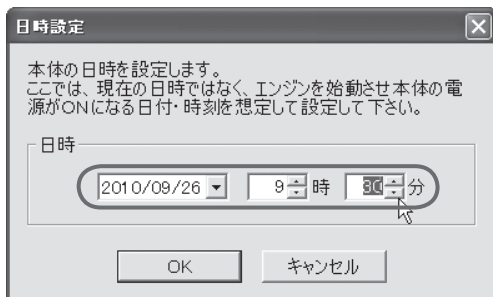 日時設定
本体の日時を設定します。
ここでは、現在の日時ではなく、エンジンを始動させ本体の電
源がONになる日付・時刻を想定して設定して下さい。
日時
2010/09/26 9 時 30 分
OK キャンセル